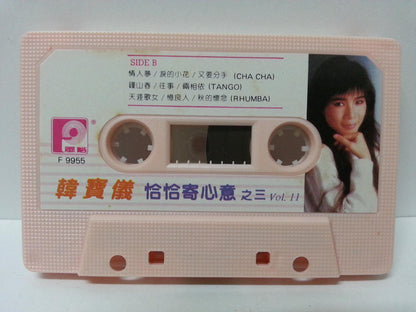 SIDE B
情人夢 / 淚的小花 / 又要分手 (CHA CHA)
鍾山春 / 往事 / 兩相依 (TANGO)
天涯歌女 / 懷良人 / 秋的懷念 (RHUMBA)
F 9955
韓寶儀 恰恰寄心意 之三 Vol. 11